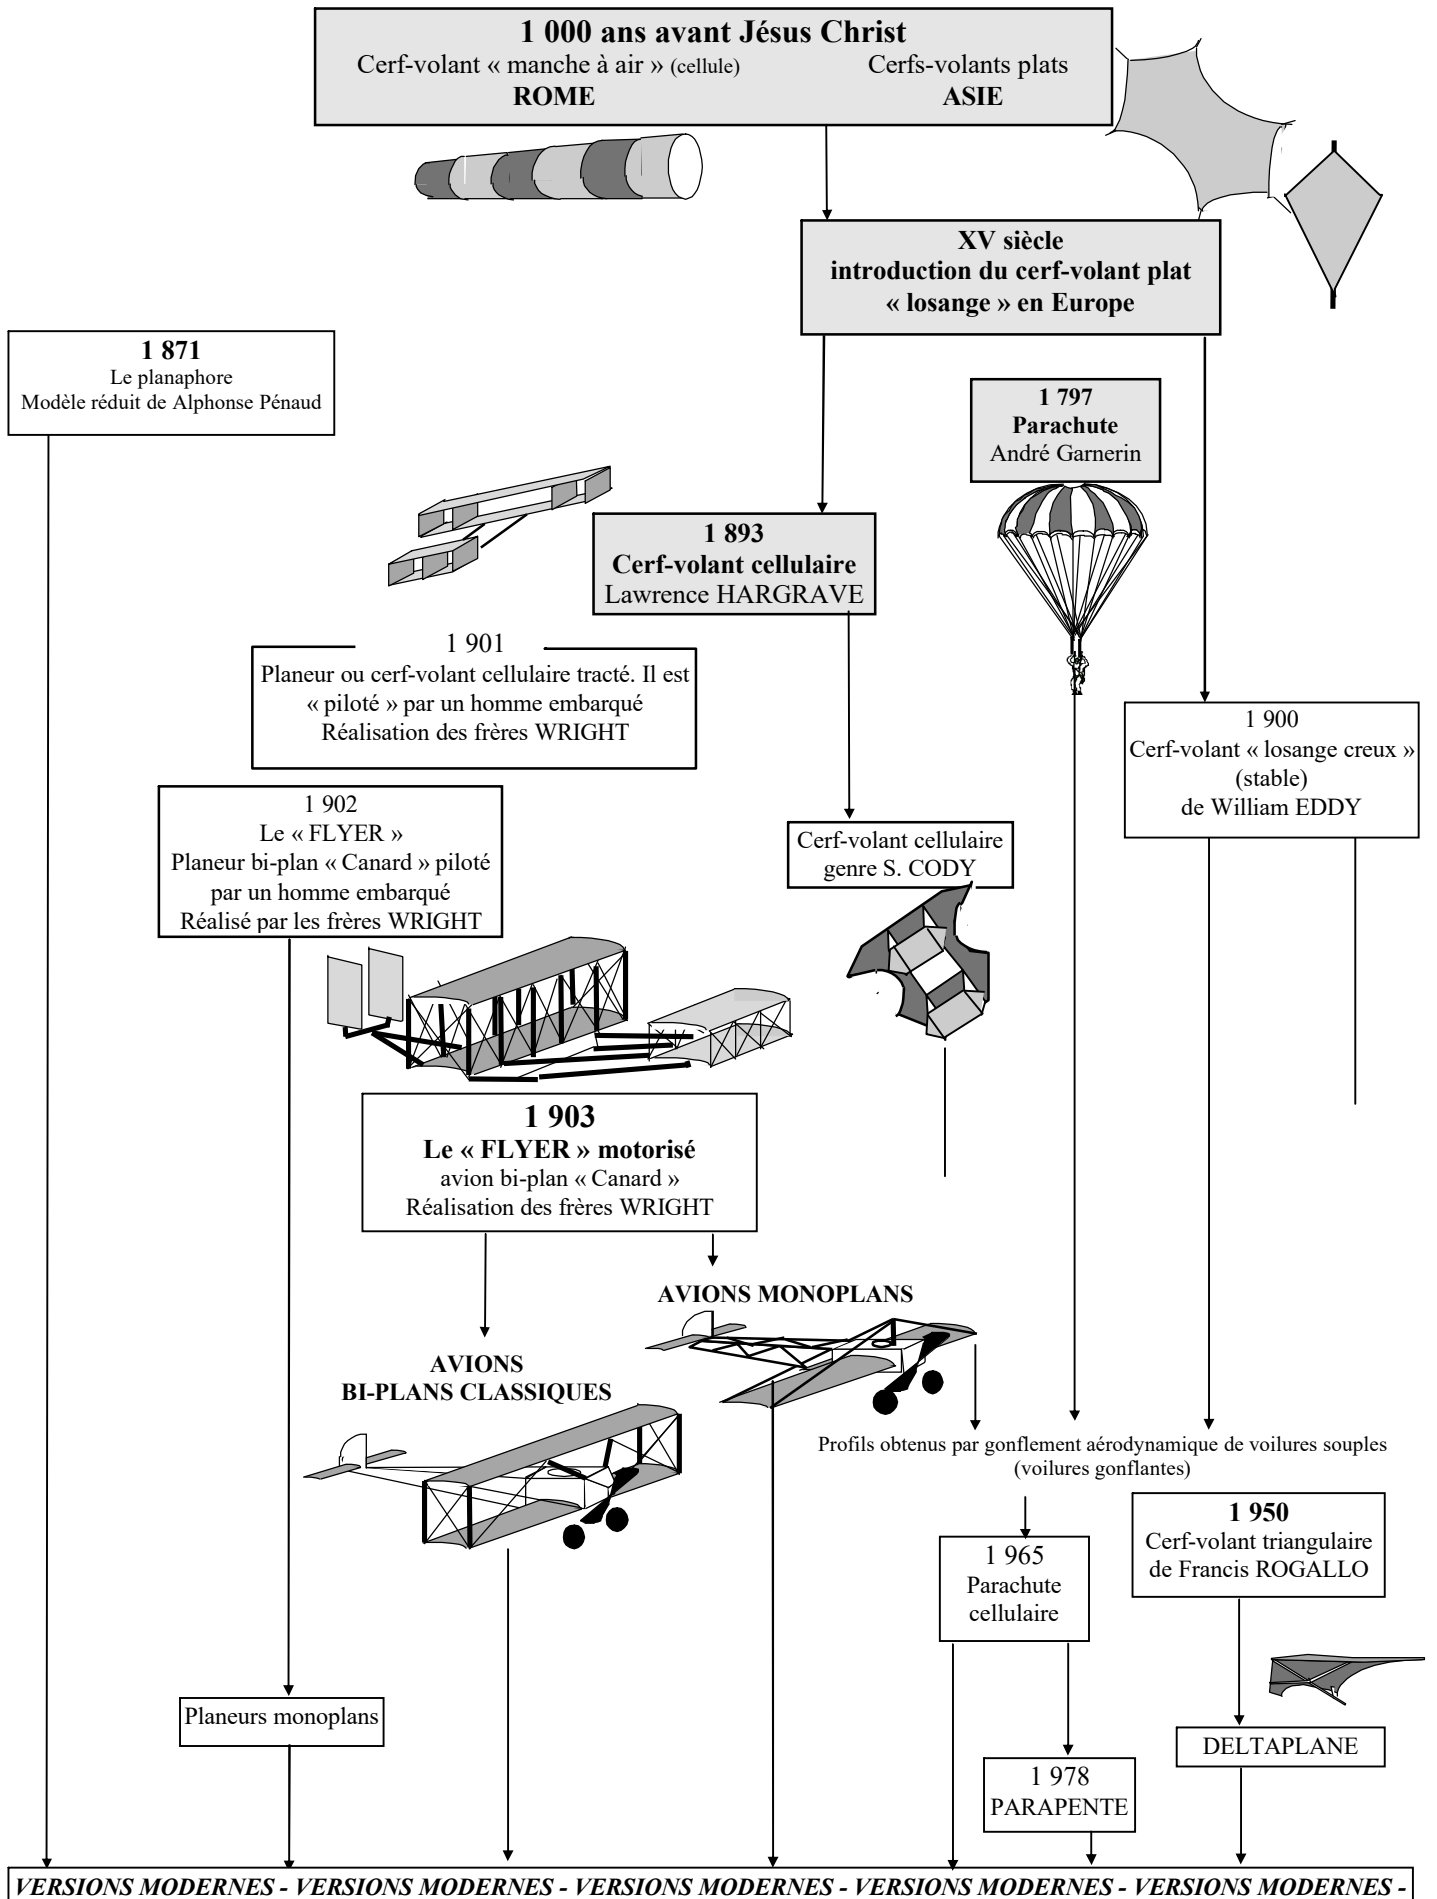 1 000 ans avant Jésus Christ
Cerf-volant « manche à air » (cellule) Cerfs-volants plats
ROME ASIE
XV siècle
introduction du cerf-volant plat
« losange » en Europe
1 871
Le planaphore
Modèle réduit de Alphonse Pénaud
1 797
Parachute
André Garnerin
1 893
Cerf-volant cellulaire
Lawrence HARGRAVE
1 901
Planeur ou cerf-volant cellulaire tracté. Il est
« piloté » par un homme embarqué
Réalisation des frères WRIGHT
1 900
Cerf-volant « losange creux »
(stable)
de William EDDY
1 902
Le « FLYER »
Planeur bi-plan « Canard » piloté
par un homme embarqué
Réalisé par les frères WRIGHT
Cerf-volant cellulaire
genre S. CODY
1 903
Le « FLYER » motorisé
avion bi-plan « Canard »
Réalisation des frères WRIGHT
AVIONS MONOPLANS
AVIONS
BI-PLANS CLASSIQUES
Profils obtenus par gonflement aérodynamique de voilures souples
(voilures gonflantes)
1 950
Cerf-volant triangulaire
de Francis ROGALLO
1 965
Parachute
cellulaire
Planeurs monoplans
DELTAPLANE
1 978
PARAPENTE
VERSIONS MODERNES - VERSIONS MODERNES - VERSIONS MODERNES - VERSIONS MODERNES - VERSIONS MODERNES -